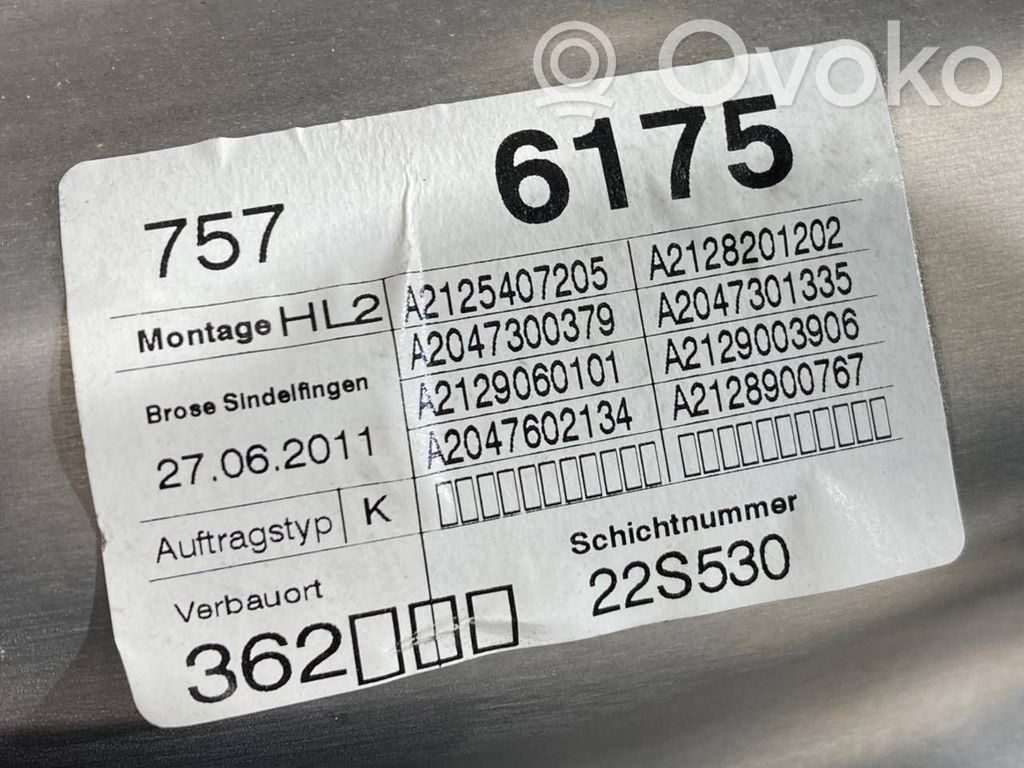 Ovoko
757 6175
Montage HL2
A2125407205 A2128201202
A2047300379 A2047301335
A2129060101 A2129003906
A2047602134 A2128900767
Brose Sindelfingen
27.06.2011
Auftragstyp K
Verbauort
362
Schichtnummer
22S530